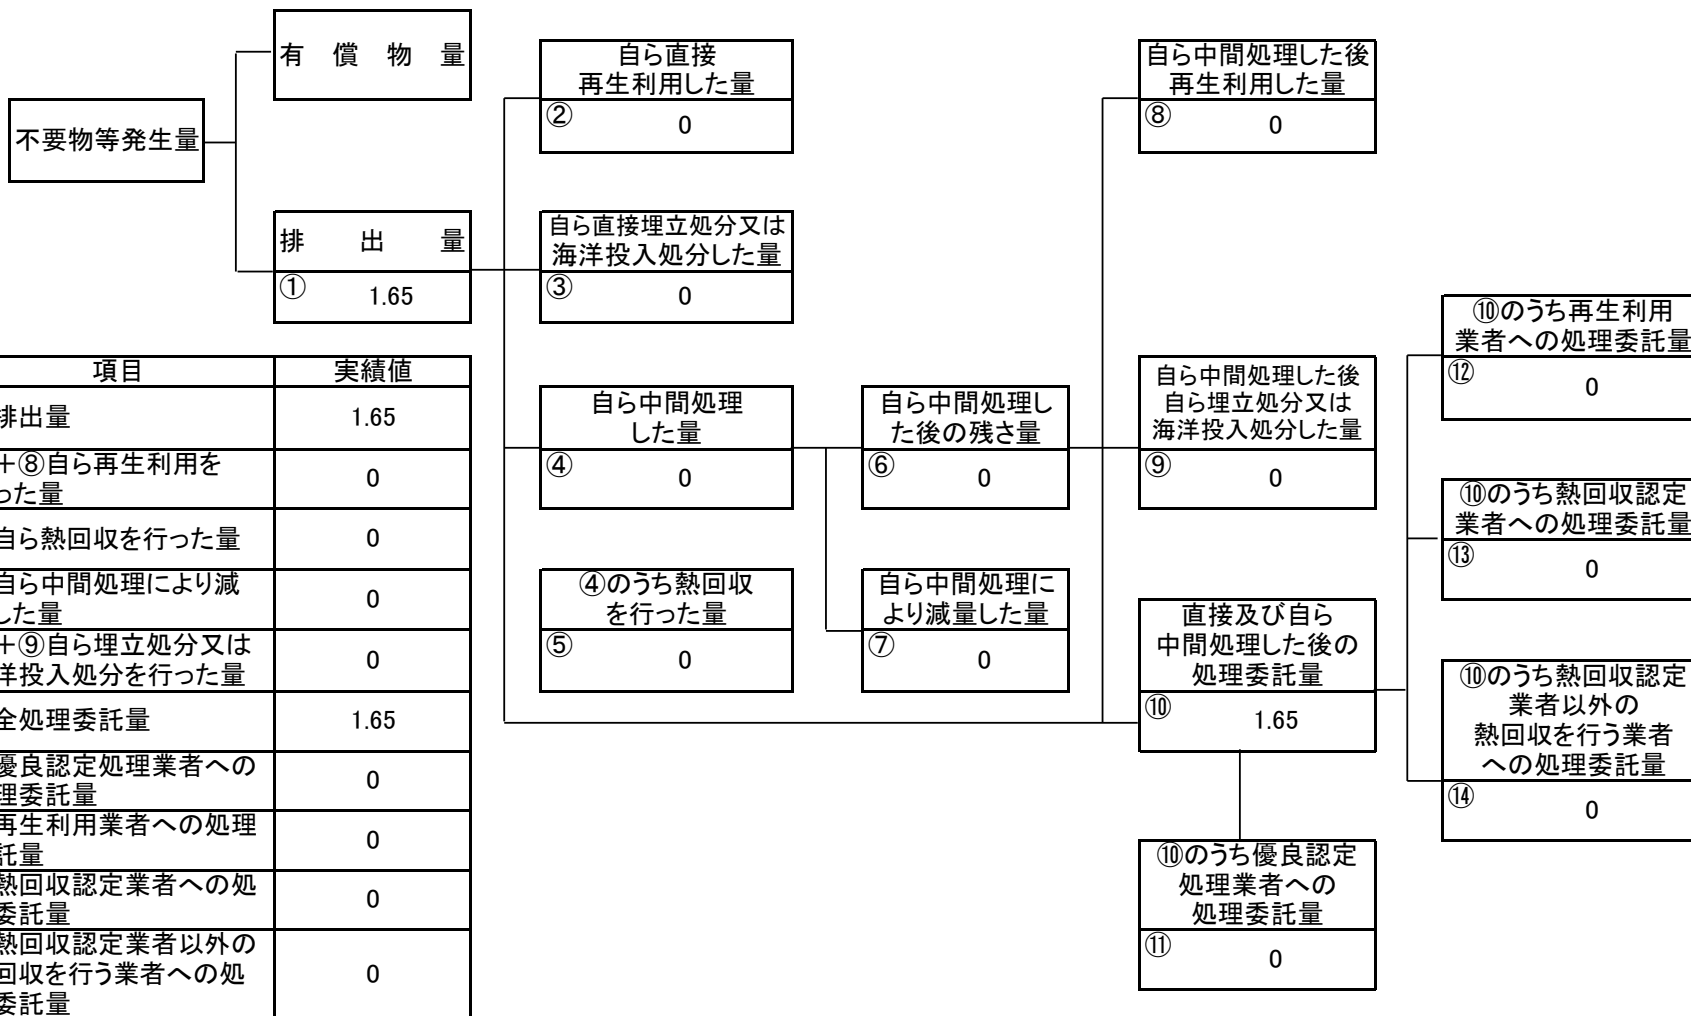 有償物量
不要物等発生量
排出量
① 1.65
自ら直接
再生利用した量
② 0
自ら直接埋立処分又は
海洋投入処分した量
③ 0
自ら中間処理
した量
④ 0
④のうち熱回収
を行った量
⑤ 0
自ら中間処理し
た後の残さ量
⑥ 0
自ら中間処理に
より減量した量
⑦ 0
自ら中間処理した後
再生利用した量
⑧ 0
自ら中間処理した後
自ら埋立処分又は
海洋投入処分した量
⑨ 0
直接及び自ら
中間処理した後の
処理委託量
⑩ 1.65
⑩のうち優良認定
処理業者への
処理委託量
⑪ 0
⑩のうち再生利用
業者への処理委託量
⑫ 0
⑩のうち熱回収認定
業者への処理委託量
⑬ 0
⑩のうち熱回収認定
業者以外の
熱回収を行う業者
への処理委託量
⑭ 0
項目 実績値
排出量 1.65
+⑧自ら再生利用を
った量 0
自ら熱回収を行った量 0
自ら中間処理により減
した量 0
+⑨自ら埋立処分又は
洋投入処分を行った量 0
全処理委託量 1.65
優良認定処理業者への
理委託量 0
再生利用業者への処理
託量 0
熱回収認定業者への処
委託量 0
熱回収認定業者以外の
回収を行う業者への処
委託量 0